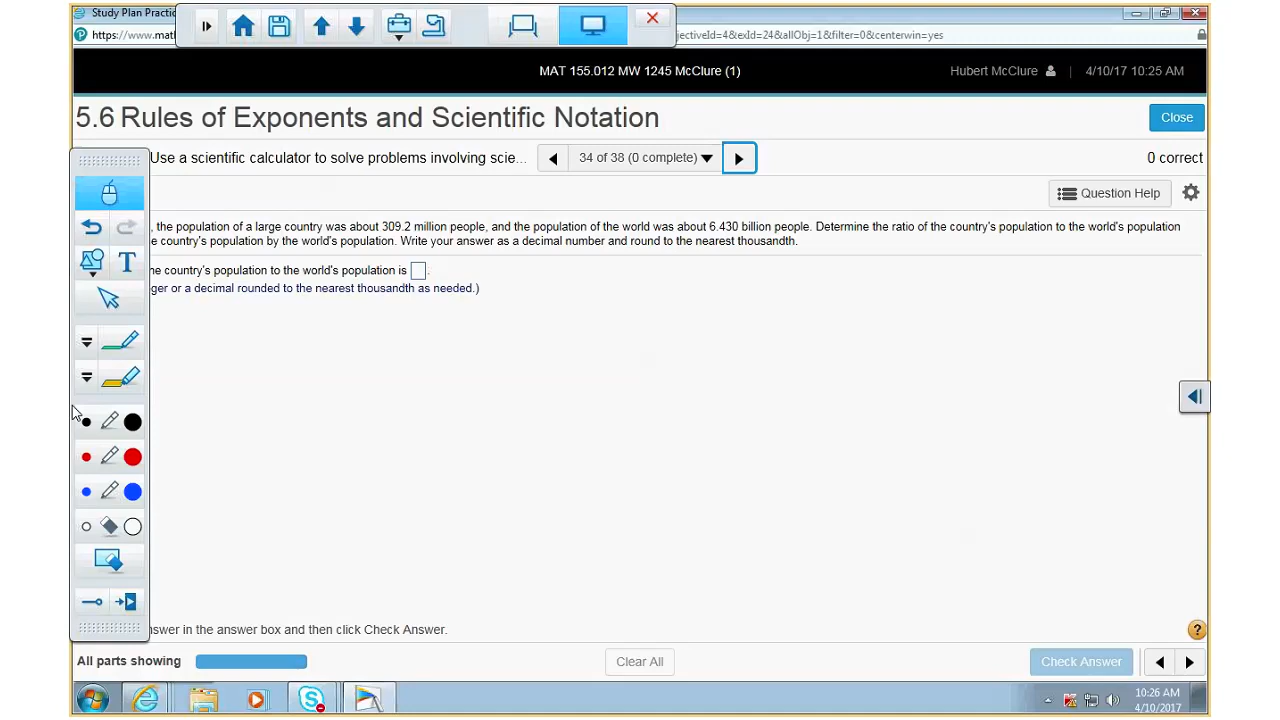 Study Plan Practic
https://www.mat
jectiveId=4&exId=24&allObj=1&filter=0&centerwin=yes
MAT 155.012 MW 1245 McClure (1)
Hubert McClure
4/10/17 10:25 AM
5.6 Rules of Exponents and Scientific Notation
Close
Use a scientific calculator to solve problems involving scie...
34 of 38 (0 complete)
0 correct
Question Help
, the population of a large country was about 309.2 million people, and the population of the world was about 6.430 billion people. Determine the ratio of the country's population to the world's population
e country's population by the world's population. Write your answer as a decimal number and round to the nearest thousandth.
he country's population to the world's population is .
ger or a decimal rounded to the nearest thousandth as needed.)
T
swer in the answer box and then click Check Answer.
?
All parts showing
Clear All
Check Answer
10:26 AM
4/10/2017